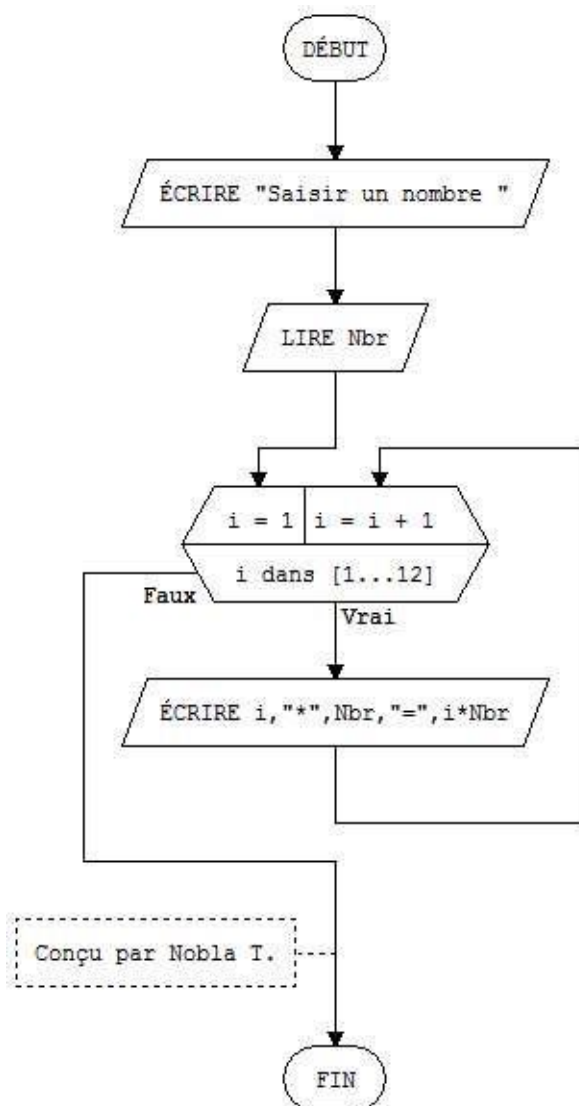 DÉBUT
ÉCRIRE "Saisir un nombre "
LIRE Nbr
i = 1 i = i + 1
i dans [1...12]
Faux
Vrai
ÉCRIRE i,"*",Nbr,"=",i*Nbr
Conçu par Nobla T.
FIN